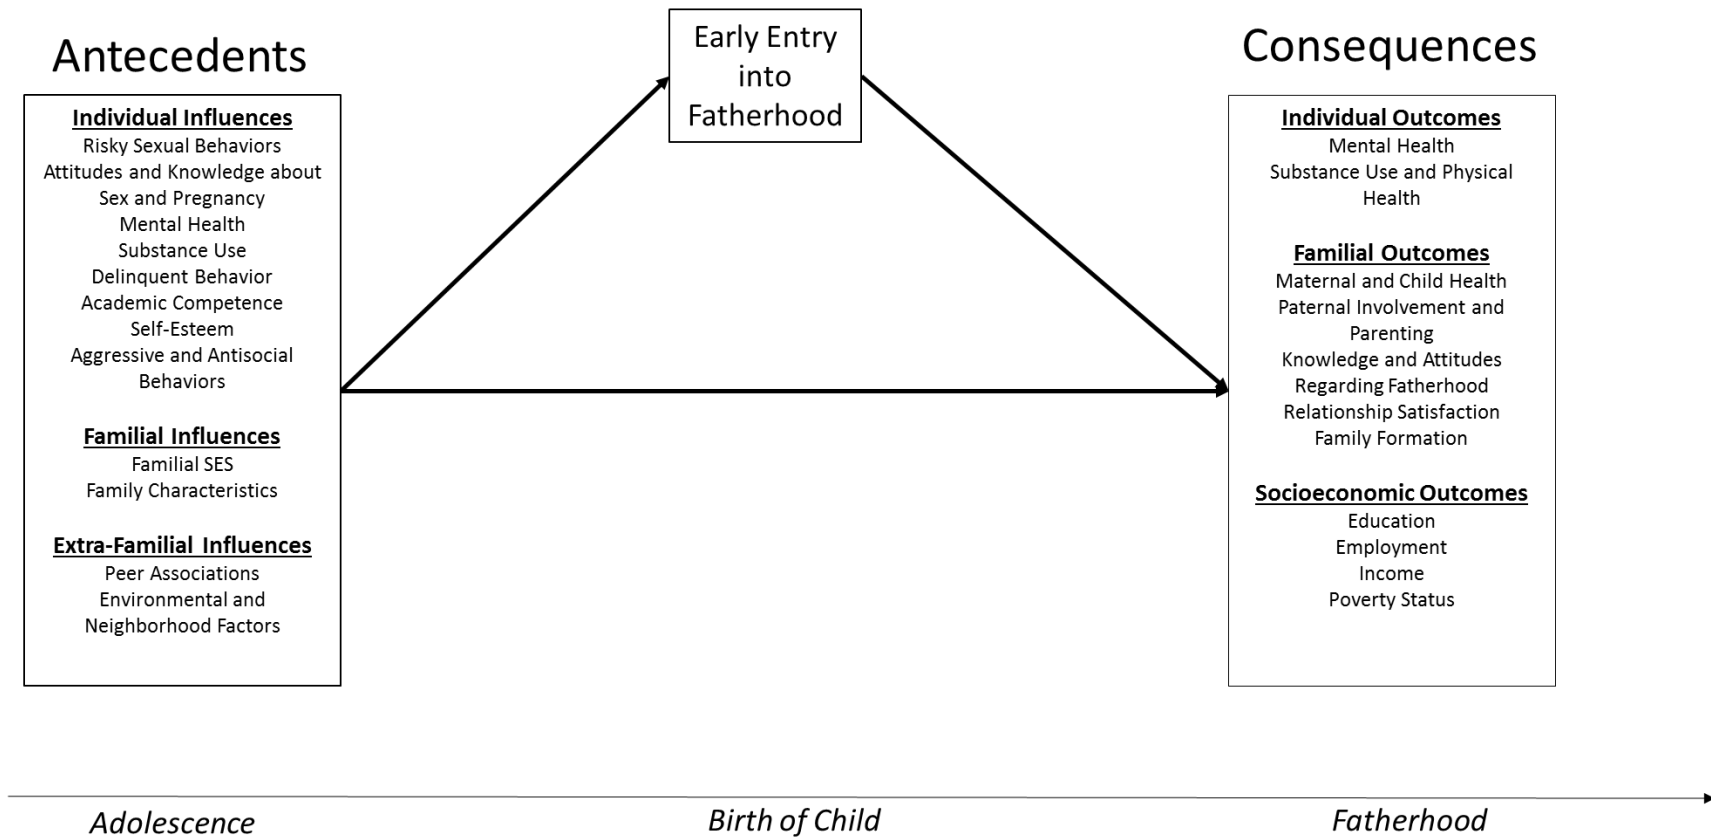 Antecedents
Individual Influences
Risky Sexual Behaviors
Attitudes and Knowledge about
Sex and Pregnancy
Mental Health
Substance Use
Delinquent Behavior
Academic Competence
Self-Esteem
Aggressive and Antisocial
Behaviors
Familial Influences
Familial SES
Family Characteristics
Extra-Familial Influences
Peer Associations
Environmental and
Neighborhood Factors
Early Entry
into
Fatherhood
Consequences
Individual Outcomes
Mental Health
Substance Use and Physical
Health
Familial Outcomes
Maternal and Child Health
Paternal Involvement and
Parenting
Knowledge and Attitudes
Regarding Fatherhood
Relationship Satisfaction
Family Formation
Socioeconomic Outcomes
Education
Employment
Income
Poverty Status
Adolescence
Birth of Child
Fatherhood